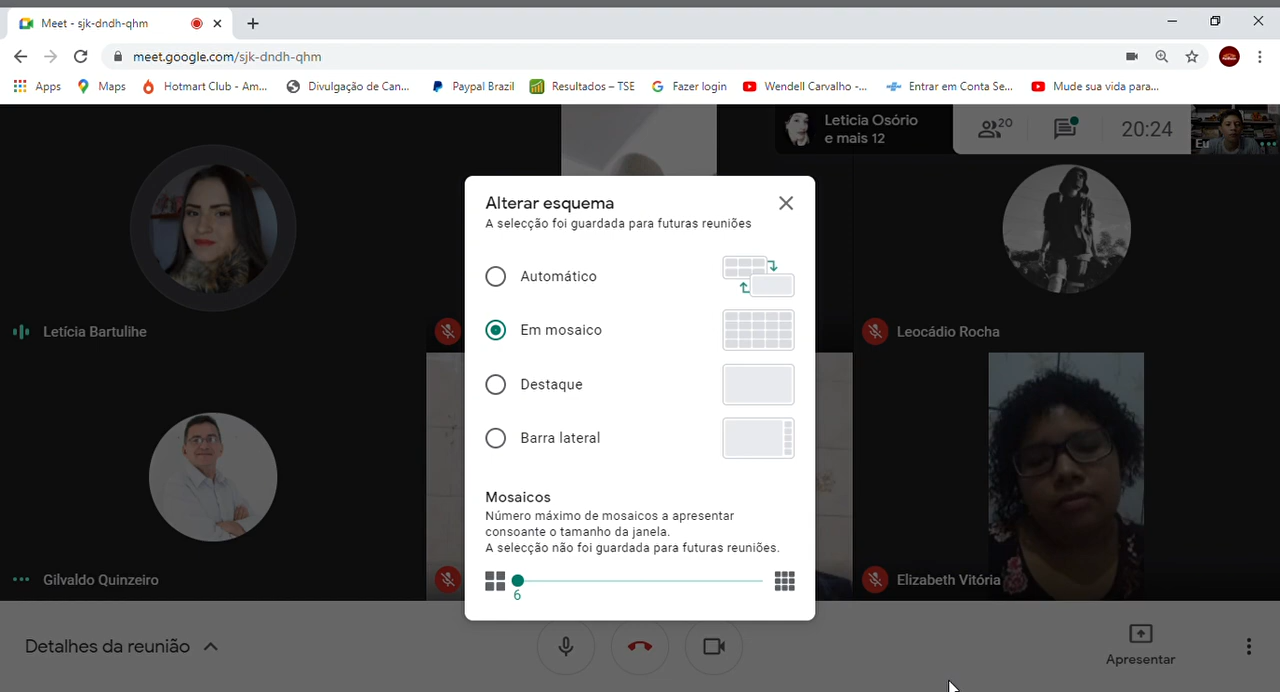 Meet - sjk-dndh-qhm
meet.google.com/sjk-dndh-qhm
Apps
Maps
Hotmart Club - Am...
Divulgação de Can...
Paypal Brazil
Resultados – TSE
Fazer login
Wendell Carvalho -...
Entrar em Conta Se...
Mude sua vida para...
Leticia Osório
e mais 12
20
20:24
Eu
Alterar esquema
A selecção foi guardada para futuras reuniões
Automático
Em mosaico
Destaque
Barra lateral
Mosaicos
Número máximo de mosaicos a apresentar
consoante o tamanho da janela.
A selecção não foi guardada para futuras reuniões.
6
Letícia Bartulihe
Leocádio Rocha
Gilvaldo Quinzeiro
Elizabeth Vitória
Detalhes da reunião
Apresentar